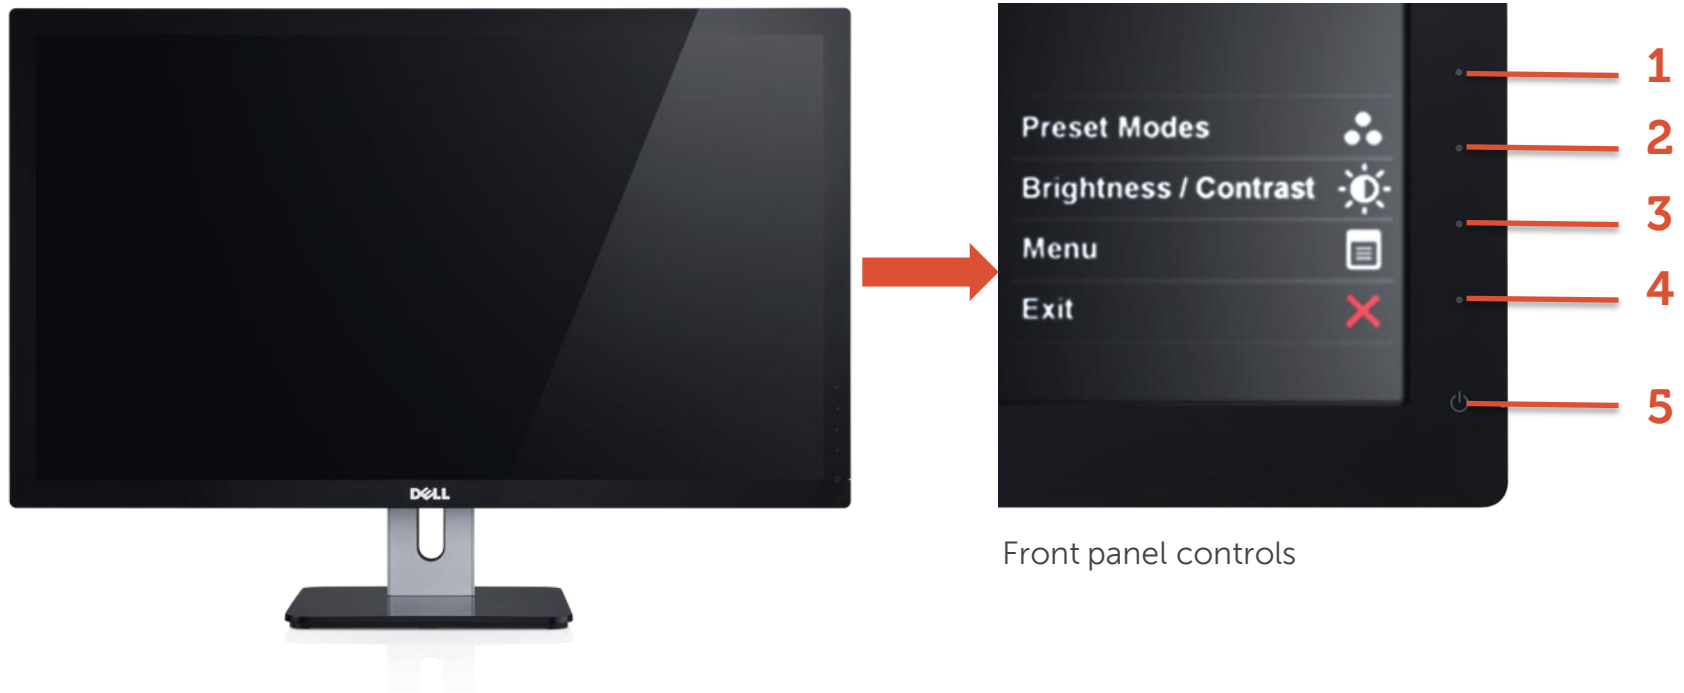 DELL
Preset Modes
Brightness / Contrast
Menu
Exit
1
2
3
4
5
Front panel controls